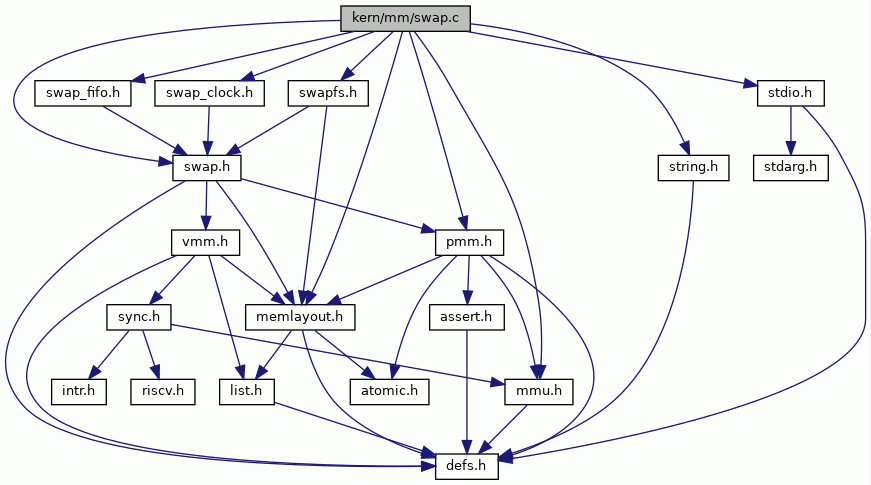 kern/mm/swap.c
swap_fifo.h
swap_clock.h
swapfs.h
stdio.h
swap.h
string.h
stdarg.h
vmm.h
pmm.h
sync.h
memlayout.h
assert.h
intr.h
riscv.h
list.h
atomic.h
mmu.h
defs.h